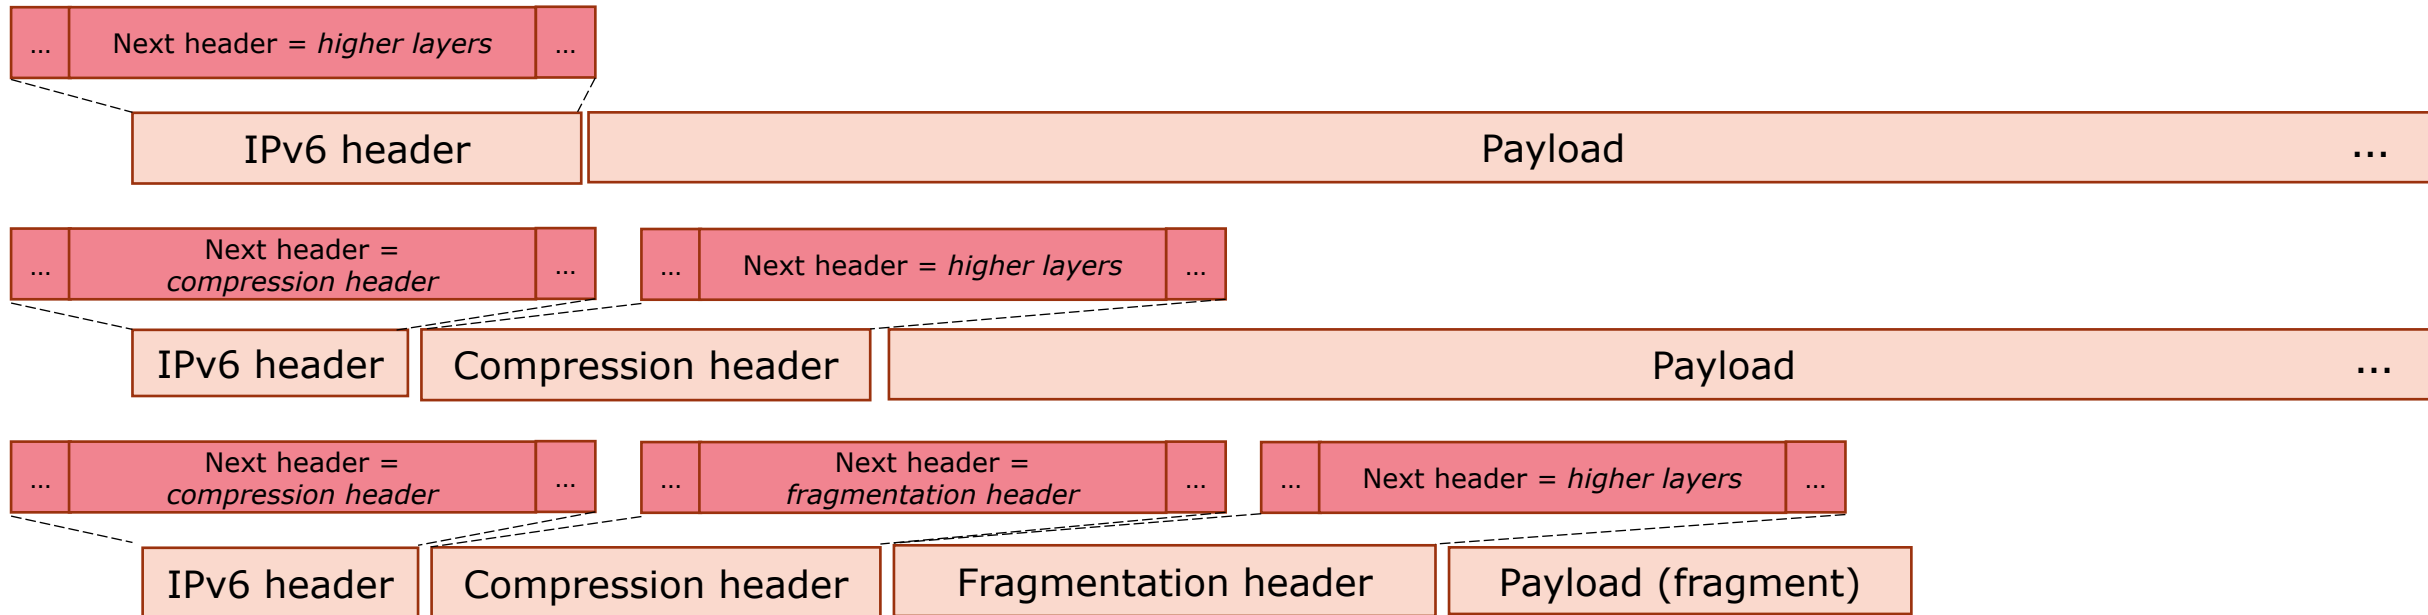 ... Next header = higher layers ...
IPv6 header Payload ...
... Next header =
compression header ... ... Next header = higher layers ...
IPv6 header Compression header Payload ...
... Next header =
compression header ... ... Next header =
fragmentation header ... ... Next header = higher layers ...
IPv6 header Compression header Fragmentation header Payload (fragment)